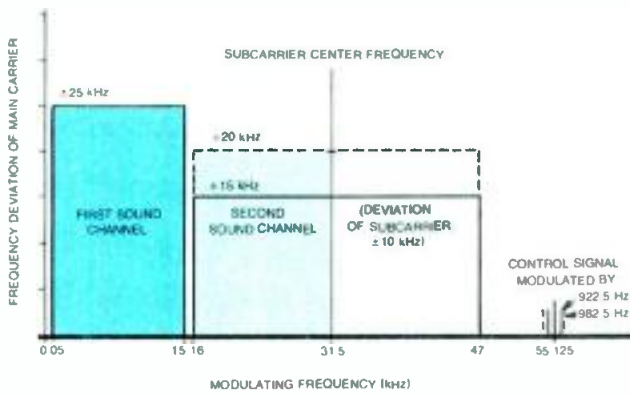 FREQUENCY DEVIATION OF MAIN CARRIER
SUBCARRIER CENTER FREQUENCY
±25 kHz
±20 kHz
±15 kHz
FIRST SOUND
CHANNEL
SECOND
SOUND CHANNEL
(DEVIATION
OF SUBCARRIER
±10 kHz)
CONTROL SIGNAL
MODULATED BY
922.5 Hz
982.5 Hz
0.05 15 16 31.5 47 55.125
MODULATING FREQUENCY (kHz)